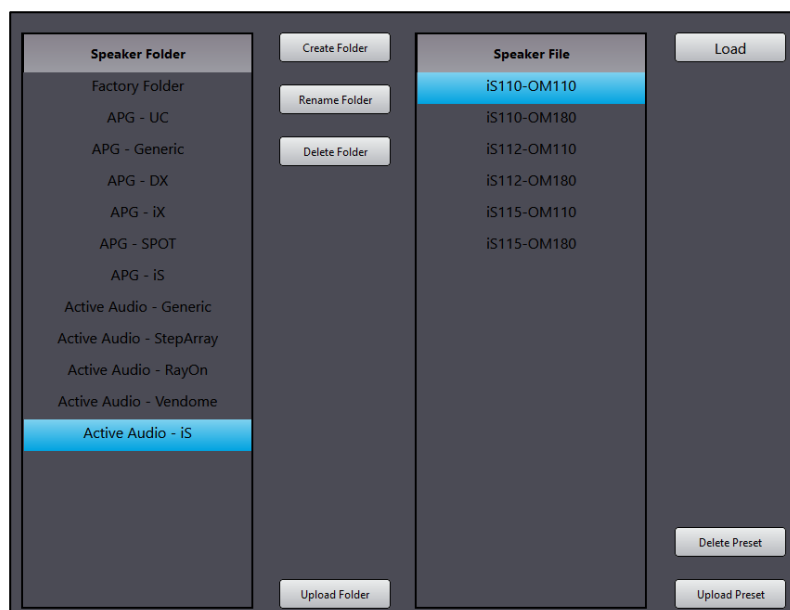 Speaker Folder
Factory Folder
APG - UC
APG - Generic
APG - DX
APG - iX
APG - SPOT
APG - iS
Active Audio - Generic
Active Audio - StepArray
Active Audio - RayOn
Active Audio - Vendome
Active Audio - iS
Create Folder
Rename Folder
Delete Folder
Upload Folder
Speaker File
iS110-OM110
iS110-OM180
iS112-OM110
iS112-OM180
iS115-OM110
iS115-OM180
Load
Delete Preset
Upload Preset